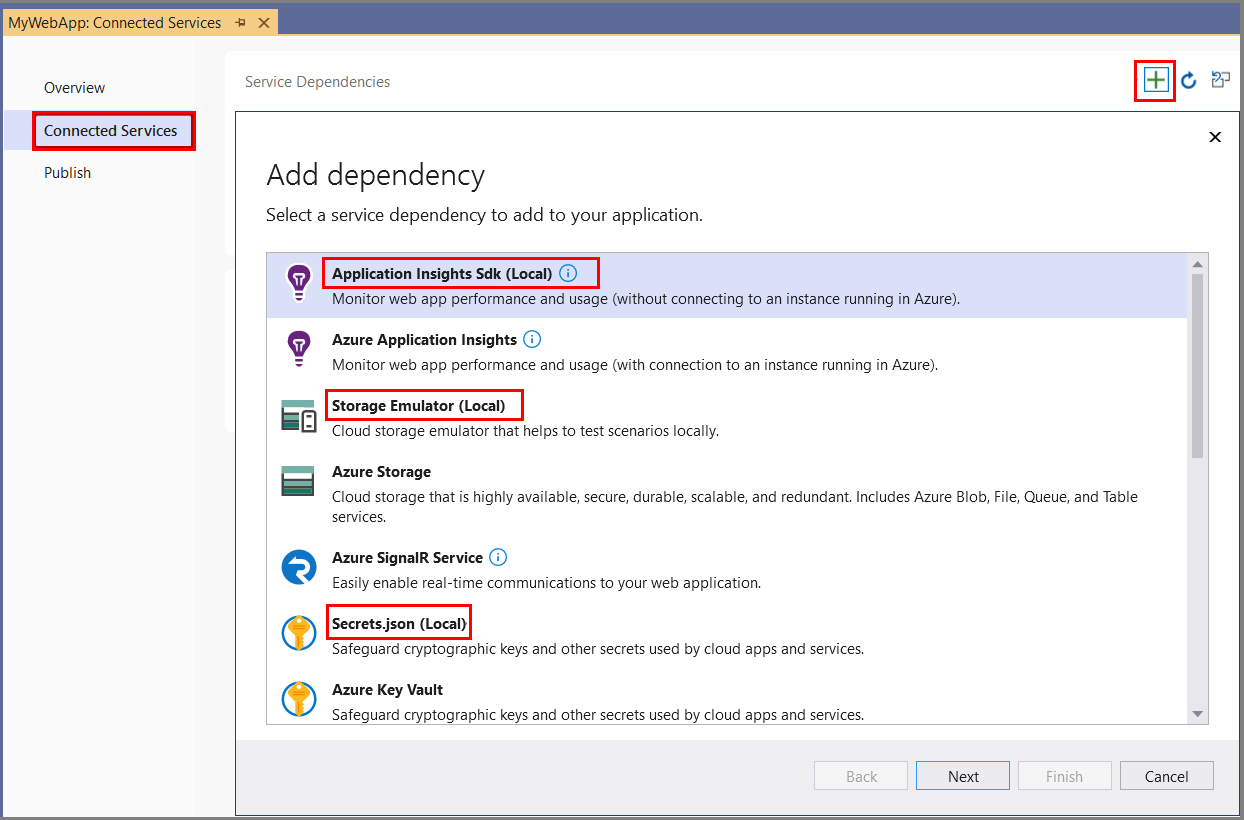 MyWebApp: Connected Services
Overview
Connected Services
Publish
Service Dependencies
Add dependency
Select a service dependency to add to your application.
Application Insights Sdk (Local)
Monitor web app performance and usage (without connecting to an instance running in Azure).
Azure Application Insights
Monitor web app performance and usage (with connection to an instance running in Azure).
Storage Emulator (Local)
Cloud storage emulator that helps to test scenarios locally.
Azure Storage
Cloud storage that is highly available, secure, durable, scalable, and redundant. Includes Azure Blob, File, Queue, and Table
services.
Azure SignalR Service
Easily enable real-time communications to your web application.
Secrets.json (Local)
Safeguard cryptographic keys and other secrets used by cloud apps and services.
Azure Key Vault
Safeguard cryptographic keys and other secrets used by cloud apps and services.
Back Next Finish Cancel